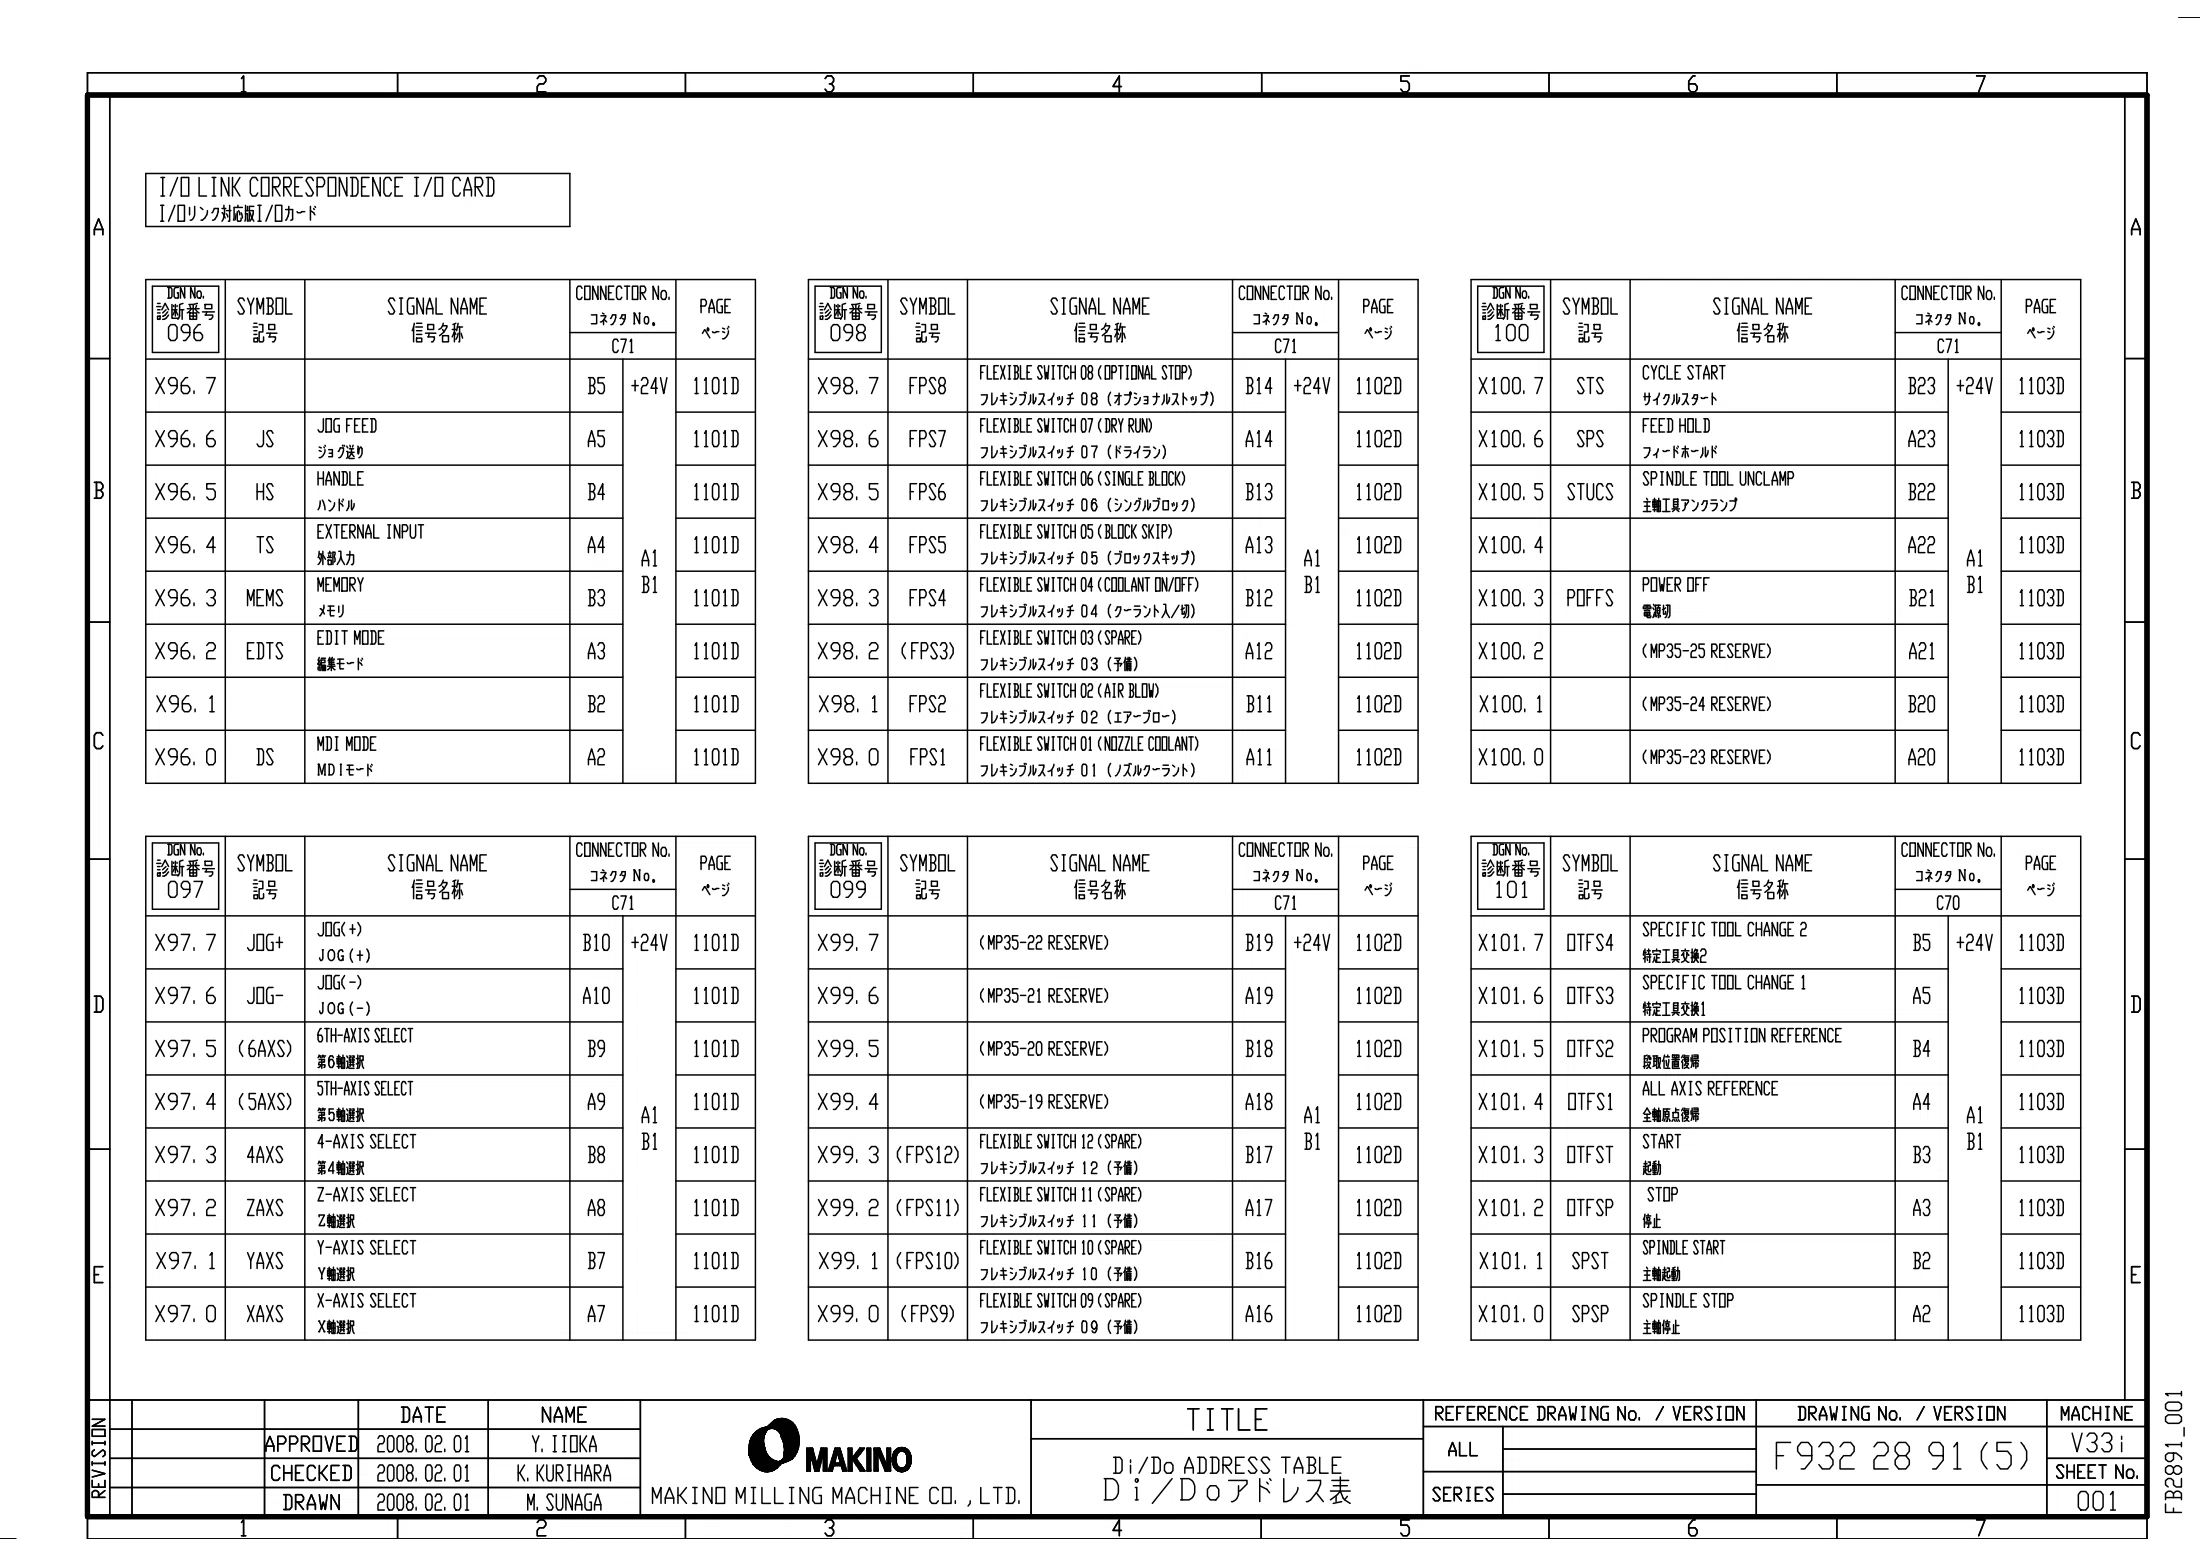 1 2 3 4 5 6 7
I/O LINK CORRESPONDENCE I/O CARD
I/Oリンク対応版I/Oカード
A A
B B
C C
D D
E E
DGN No. SYMBOL SIGNAL NAME CONNECTOR No. PAGE
診断番号 記号 信号名称 コネクタ No. ページ
096 C71
X96.7 B5 +24V 1101D
X96.6 JS JOG FEED A5 1101D
ジョグ送り
X96.5 HS HANDLE B4 1101D
ハンドル
X96.4 TS EXTERNAL INPUT A4 1101D
外部入力
A1
B1
X96.3 MEMS MEMORY B3 1101D
メモリ
X96.2 EDTS EDIT MODE A3 1101D
編集モード
X96.1 B2 1101D
X96.0 DS MDI MODE A2 1101D
MDIモード
DGN No. SYMBOL SIGNAL NAME CONNECTOR No. PAGE
診断番号 記号 信号名称 コネクタ No. ページ
098 C71
X98.7 FPS8 FLEXIBLE SWITCH 08 (OPTIONAL STOP) B14 +24V 1102D
フレキシブルスイッチ 08 (オプショナルストップ)
X98.6 FPS7 FLEXIBLE SWITCH 07 (DRY RUN) A14 1102D
フレキシブルスイッチ 07 (ドライラン)
X98.5 FPS6 FLEXIBLE SWITCH 06 (SINGLE BLOCK) B13 1102D
フレキシブルスイッチ 06 (シングルブロック)
X98.4 FPS5 FLEXIBLE SWITCH 05 (BLOCK SKIP) A13 1102D
フレキシブルスイッチ 05 (ブロックスキップ)
A1
B1
X98.3 FPS4 FLEXIBLE SWITCH 04 (COOLANT ON/OFF) B12 1102D
フレキシブルスイッチ 04 (クーラント入/切)
X98.2 (FPS3) FLEXIBLE SWITCH 03 (SPARE) A12 1102D
フレキシブルスイッチ 03 (予備)
X98.1 FPS2 FLEXIBLE SWITCH 02 (AIR BLOW) B11 1102D
フレキシブルスイッチ 02 (エアーブロー)
X98.0 FPS1 FLEXIBLE SWITCH 01 (NOZZLE COOLANT) A11 1102D
フレキシブルスイッチ 01 (ノズルクーラント)
DGN No. SYMBOL SIGNAL NAME CONNECTOR No. PAGE
診断番号 記号 信号名称 コネクタ No. ページ
100 C71
X100.7 STS CYCLE START B23 +24V 1103D
サイクルスタート
X100.6 SPS FEED HOLD A23 1103D
フィードホールド
X100.5 STUCS SPINDLE TOOL UNCLAMP B22 1103D
主軸工具アンクランプ
X100.4 A22 1103D
A1
B1
X100.3 POFFS POWER OFF B21 1103D
電源切
X100.2 (MP35-25 RESERVE) A21 1103D
X100.1 (MP35-24 RESERVE) B20 1103D
X100.0 (MP35-23 RESERVE) A20 1103D
DGN No. SYMBOL SIGNAL NAME CONNECTOR No. PAGE
診断番号 記号 信号名称 コネクタ No. ページ
097 C71
X97.7 JOG+ JOG(+) B10 +24V 1101D
JOG(+)
X97.6 JOG- JOG(-) A10 1101D
JOG(-)
X97.5 (6AXS) 6TH-AXIS SELECT B9 1101D
第6軸選択
X97.4 (5AXS) 5TH-AXIS SELECT A9 1101D
第5軸選択
A1
B1
X97.3 4AXS 4-AXIS SELECT B8 1101D
第4軸選択
X97.2 ZAXS Z-AXIS SELECT A8 1101D
Z軸選択
X97.1 YAXS Y-AXIS SELECT B7 1101D
Y軸選択
X97.0 XAXS X-AXIS SELECT A7 1101D
X軸選択
DGN No. SYMBOL SIGNAL NAME CONNECTOR No. PAGE
診断番号 記号 信号名称 コネクタ No. ページ
099 C71
X99.7 (MP35-22 RESERVE) B19 +24V 1102D
X99.6 (MP35-21 RESERVE) A19 1102D
X99.5 (MP35-20 RESERVE) B18 1102D
X99.4 (MP35-19 RESERVE) A18 1102D
A1
B1
X99.3 (FPS12) FLEXIBLE SWITCH 12 (SPARE) B17 1102D
フレキシブルスイッチ 12 (予備)
X99.2 (FPS11) FLEXIBLE SWITCH 11 (SPARE) A17 1102D
フレキシブルスイッチ 11 (予備)
X99.1 (FPS10) FLEXIBLE SWITCH 10 (SPARE) B16 1102D
フレキシブルスイッチ 10 (予備)
X99.0 (FPS9) FLEXIBLE SWITCH 09 (SPARE) A16 1102D
フレキシブルスイッチ 09 (予備)
DGN No. SYMBOL SIGNAL NAME CONNECTOR No. PAGE
診断番号 記号 信号名称 コネクタ No. ページ
101 C70
X101.7 OTFS4 SPECIFIC TOOL CHANGE 2 B5 +24V 1103D
特定工具交換2
X101.6 OTFS3 SPECIFIC TOOL CHANGE 1 A5 1103D
特定工具交換1
X101.5 OTFS2 PROGRAM POSITION REFERENCE B4 1103D
段取位置復帰
X101.4 OTFS1 ALL AXIS REFERENCE A4 1103D
全軸原点復帰
A1
B1
X101.3 OTFST START B3 1103D
起動
X101.2 OTFSP STOP A3 1103D
停止
X101.1 SPST SPINDLE START B2 1103D
主軸起動
X101.0 SPSP SPINDLE STOP A2 1103D
主軸停止
REVISION
DATE NAME
APPROVED 2008.02.01 Y. IIOKA
CHECKED 2008.02.01 K. KURIHARA
DRAWN 2008.02.01 M. SUNAGA
MAKINO
MAKINO MILLING MACHINE CO.,LTD.
TITLE
Di/Do ADDRESS TABLE
Di/Doアドレス表
REFERENCE DRAWING No. / VERSION
ALL
SERIES
DRAWING No. / VERSION
F932 28 91 (5)
MACHINE
V33i
SHEET No.
001
FB2891_001
1 2 3 4 5 6 7